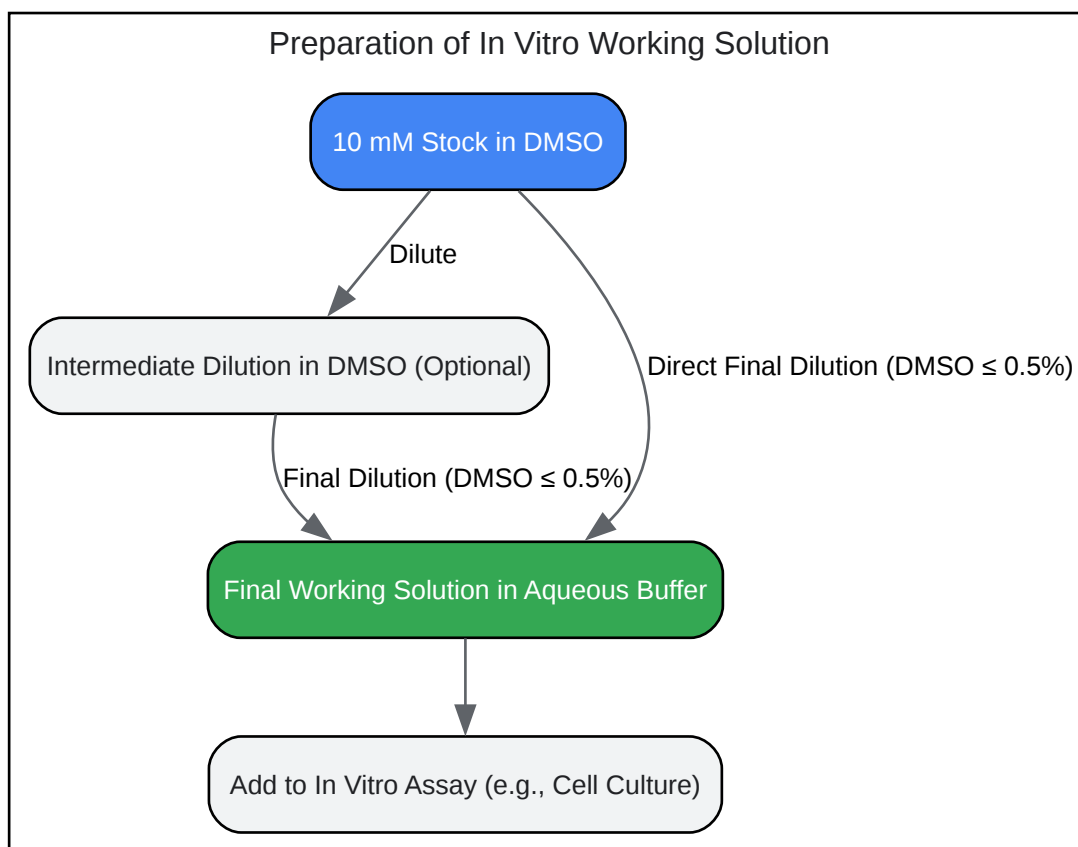 Preparation of In Vitro Working Solution
10 mM Stock in DMSO
Dilute
Intermediate Dilution in DMSO (Optional)
Direct Final Dilution (DMSO ≤ 0.5%)
Final Dilution (DMSO ≤ 0.5%)
Final Working Solution in Aqueous Buffer
Add to In Vitro Assay (e.g., Cell Culture)